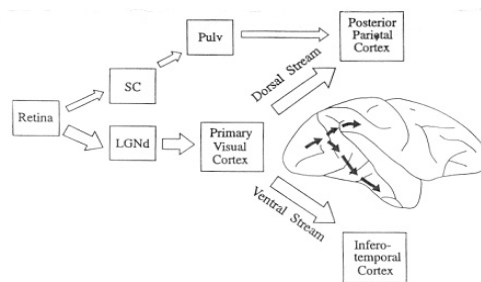 Pulv
Posterior
Parietal
Cortex
SC
Dorsal Stream
Retina
LGNd
Primary
Visual
Cortex
Ventral Stream
Infero-
temporal
Cortex